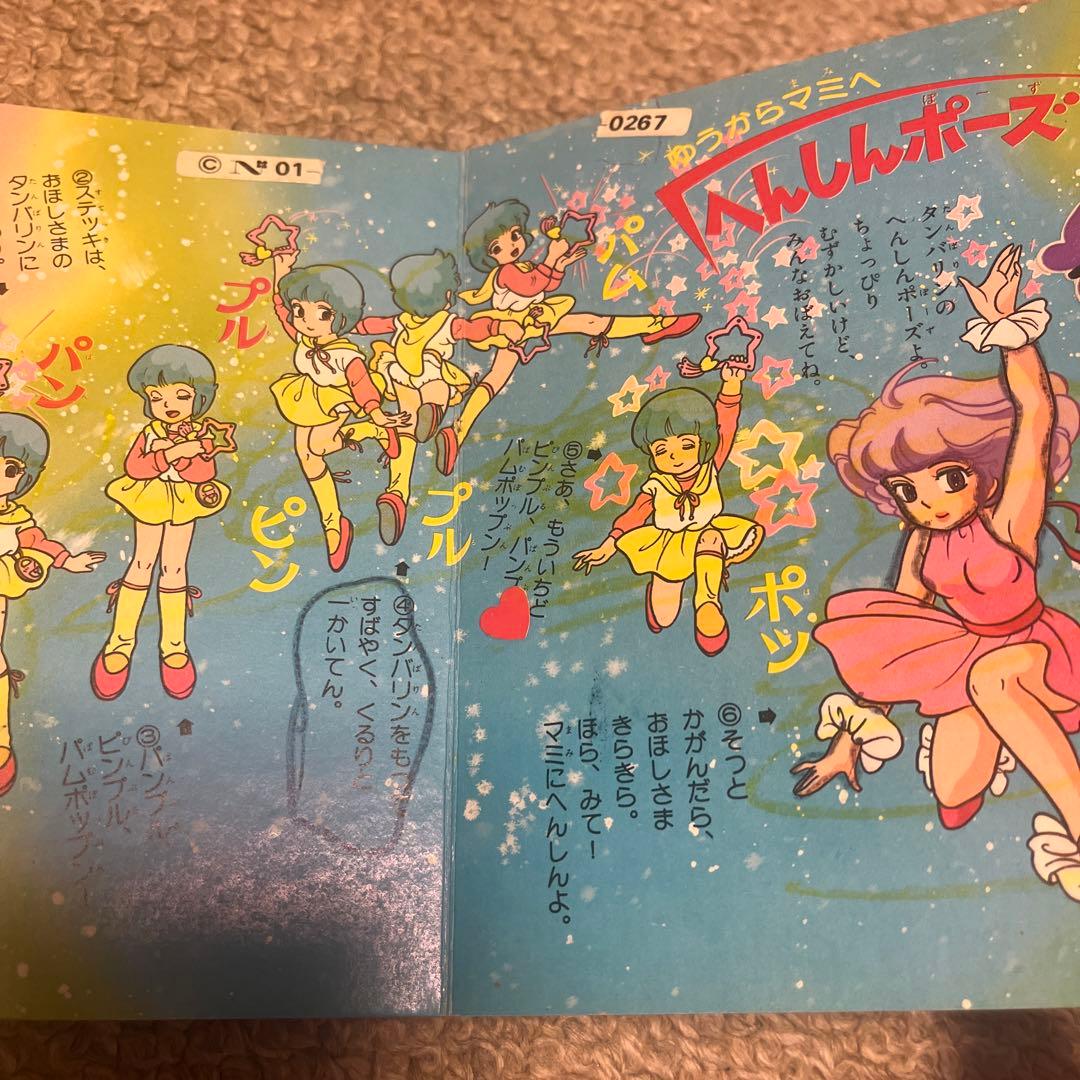 ゆうからマミへ
へんしんポーズ
0267
© Nº 01
タンバリンの
へんしんポーズよ。
ちょっぴり
むずかしいけど
みんなおぼえてね。
②ステッキは、
おほしさまの
タンバリンに
パン
プル
ピン
プル
パム
ポッ
③パンプル
ピンプル、
パムポップン!
④タンバリンをもっ
すばやく、くるりと
一かいてん。
⑤さあ、もういちど
ピンプル、パンプ
パムポップン!
⑥そっと
かがんだら、
おほしさま
きらきら。
ほら、みて!
マミにへんしんよ。